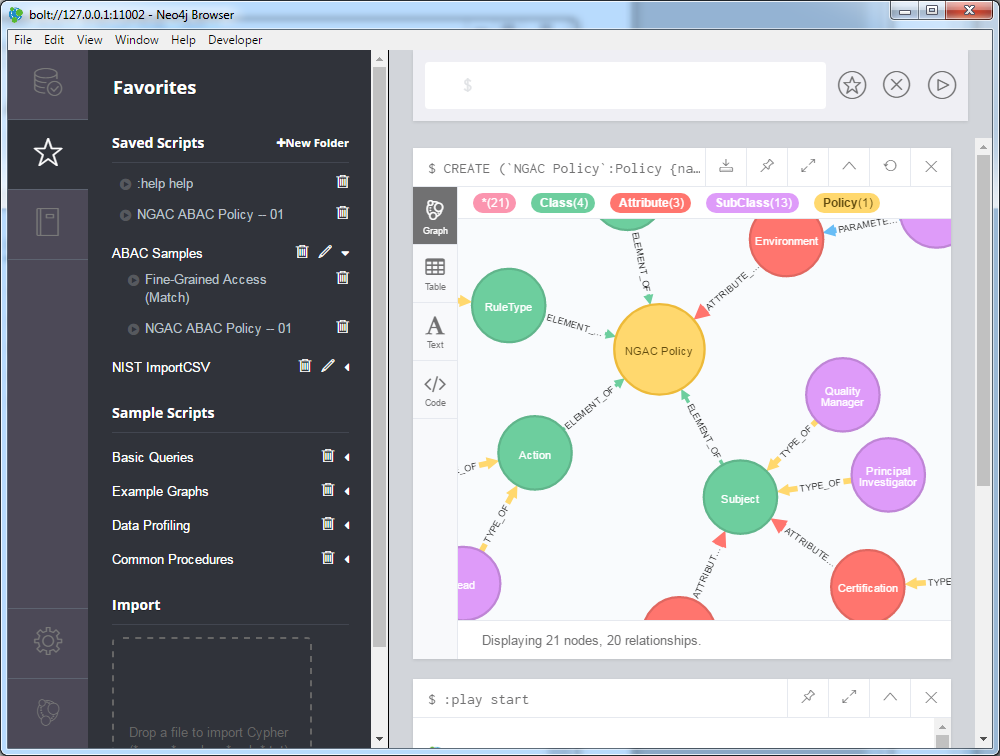 bolt://127.0.0.1:11002 - Neo4j Browser
File Edit View Window Help Developer
Favorites
Saved Scripts
+New Folder
:help help
NGAC ABAC Policy -- 01
ABAC Samples
Fine-Grained Access
(Match)
NGAC ABAC Policy -- 01
NIST ImportCSV
Sample Scripts
Basic Queries
Example Graphs
Data Profiling
Common Procedures
Import
Drop a file to import Cypher
$
$ CREATE (`NGAC Policy`:Policy {na...
Graph
Table
Text
Code
*(21) Class(4) Attribute(3) SubClass(13) Policy(1)
ELEMENT_OF
Environment
PARAMETE...
ATTRIBUTE_...
RuleType
ELEMENT_...
NGAC Policy
ELEMENT_OF
ELEMENT_OF
Quality
Manager
TYPE_OF
Action
_OF
TYPE_OF
Principal
Investigator
TYPE_OF
Subject
ATTRIBUTE...
ATTRIBUT...
ead
Certification
TYPE
Displaying 21 nodes, 20 relationships.
$ :play start